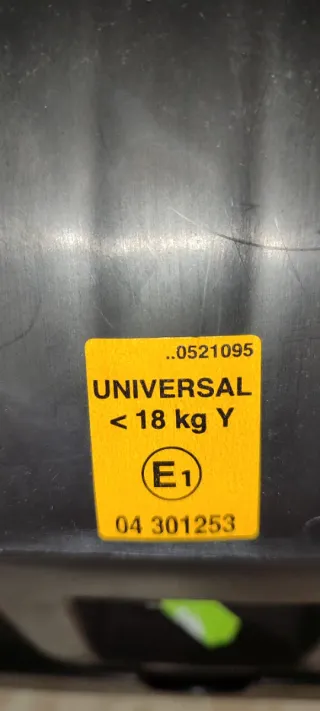 ..0521095
UNIVERSAL
< 18 kg Y
E1
04 301253